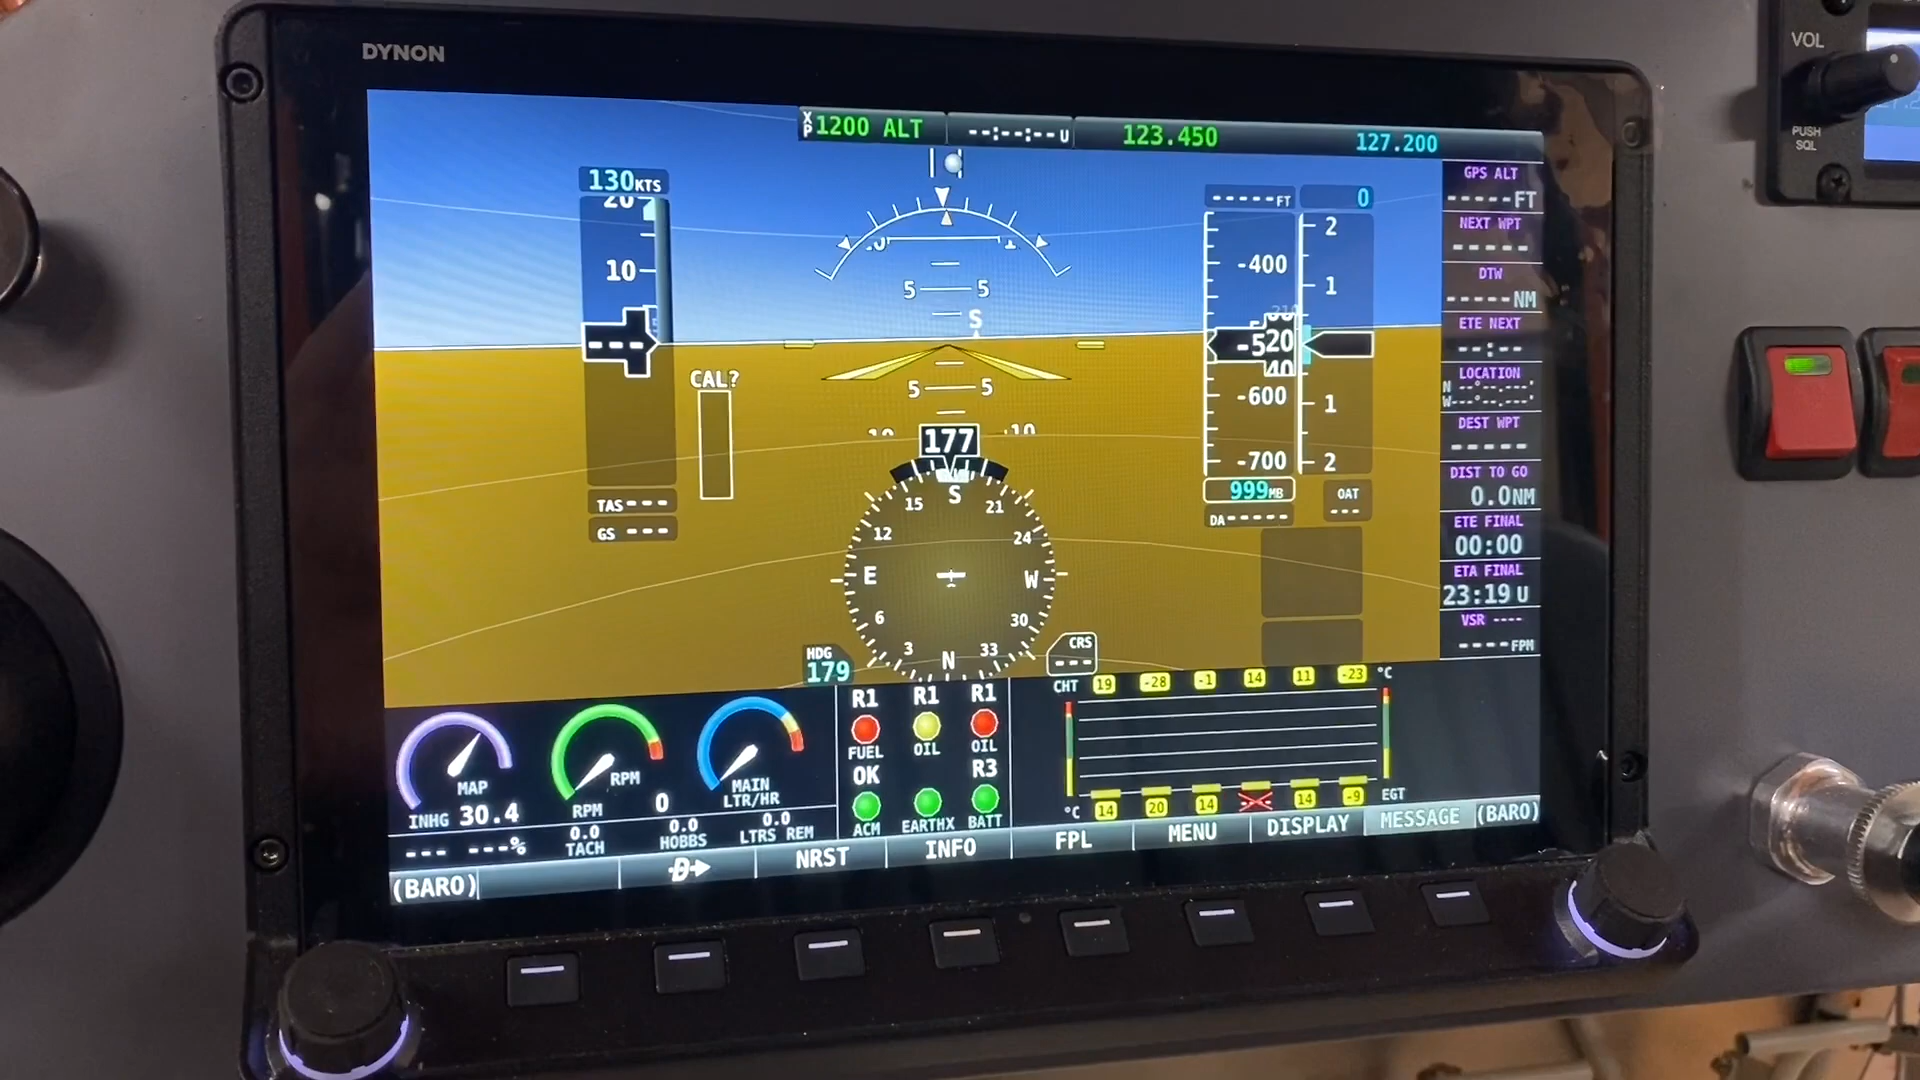 DYNON
VOL
PUSH
SQL
XP 1200 ALT
--:--:-- U
123.450
127.200
130KTS
20
10
---
CAL?
TAS---
GS ---
10
5 5
S
5 5
10 10
177
S
15 21
12 24
E W
6 30
3 33
N
HDG
179
CRS
---
-----FT
0
-400
-520
40
-600
-700
2
1
1
2
999MB
DA-----
OAT
---
GPS ALT
-----FT
NEXT WPT
-----
DTW
-----NM
ETE NEXT
--:--
LOCATION
N --°--.---'
W---°--.---'
DEST WPT
-----
DIST TO GO
0.0NM
ETE FINAL
00:00
ETA FINAL
23:19 U
VSR ----
----FPM
MAP
INHG 30.4
RPM
RPM 0
MAIN
LTR/HR
--- ---%
0.0
TACH
0.0
HOBBS
0.0
LTRS REM
R1 R1 R1
FUEL OIL OIL
OK R3
ACM EARTHX BATT
CHT 19 -28 -1 14 11 -23 °C
°C 14 20 14 14 -9 EGT
(BARO) D NRST INFO FPL MENU DISPLAY MESSAGE (BARO)